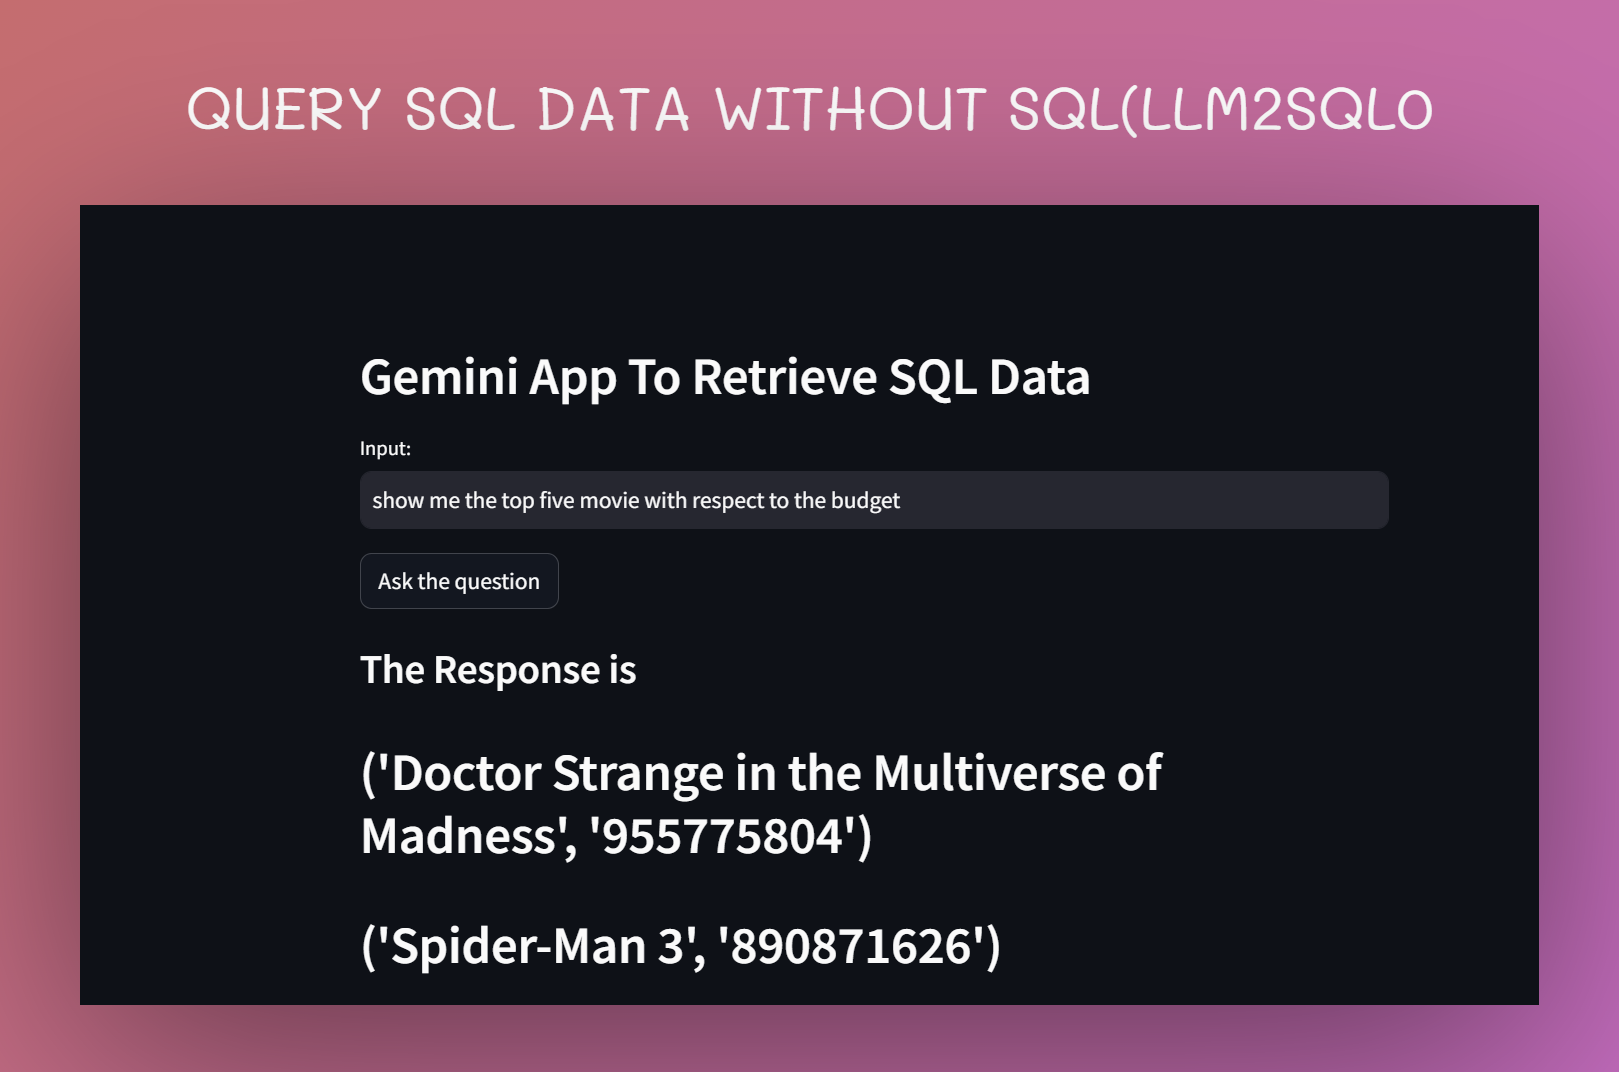 QUERY SQL DATA WITHOUT SQL(LLM2SQL0
Gemini App To Retrieve SQL Data
Input:
show me the top five movie with respect to the budget
Ask the question
The Response is
('Doctor Strange in the Multiverse of
Madness', '955775804')
('Spider-Man 3', '890871626')